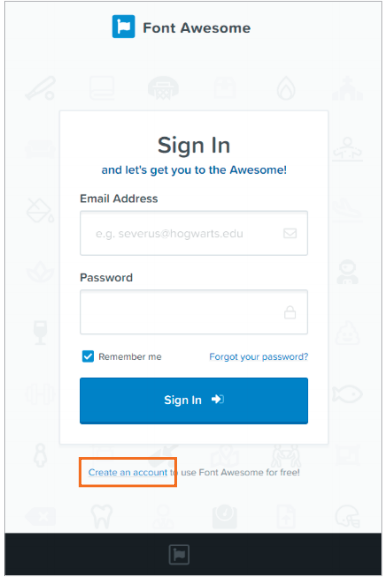 Font Awesome
Sign In
and let's get you to the Awesome!
Email Address
e.g. severus@hogwarts.edu
Password
Remember me
Forgot your password?
Sign In
Create an account to use Font Awesome for free!